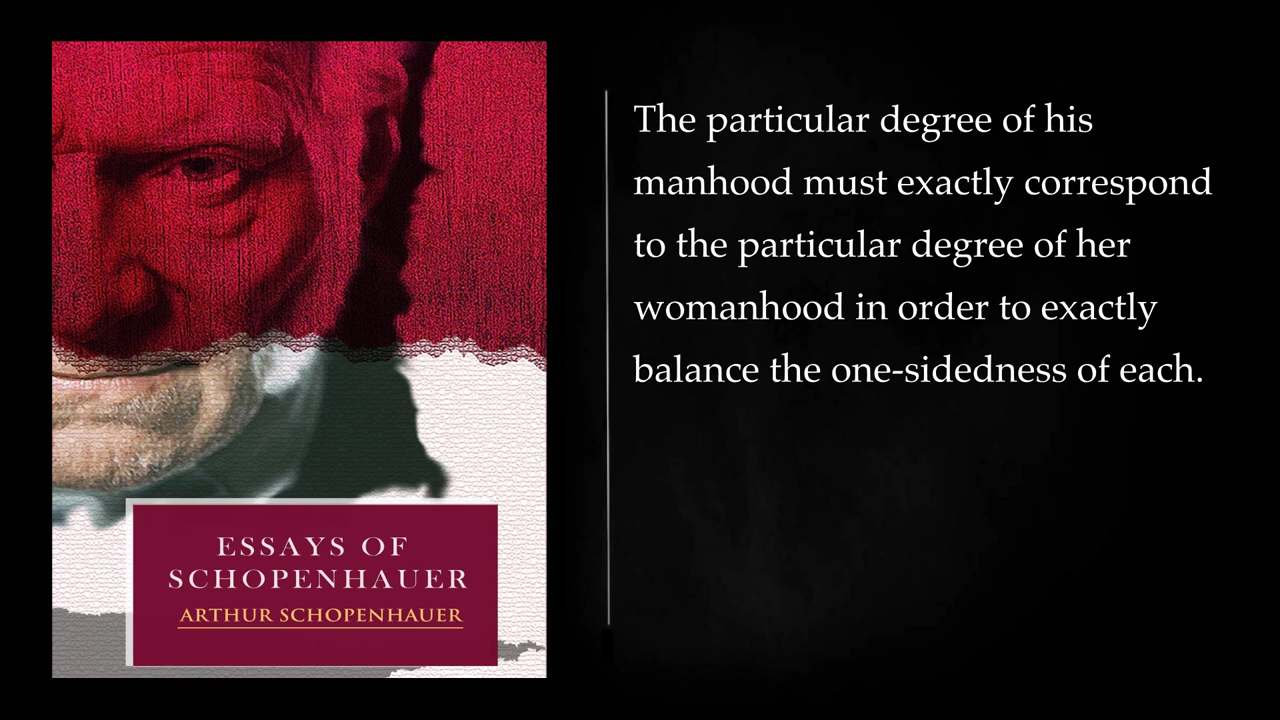 ESSAYS OF
SCHOPENHAUER
ARTHUR SCHOPENHAUER
The particular degree of his
manhood must exactly correspond
to the particular degree of her
womanhood in order to exactly
balance the one-sidedness of each.